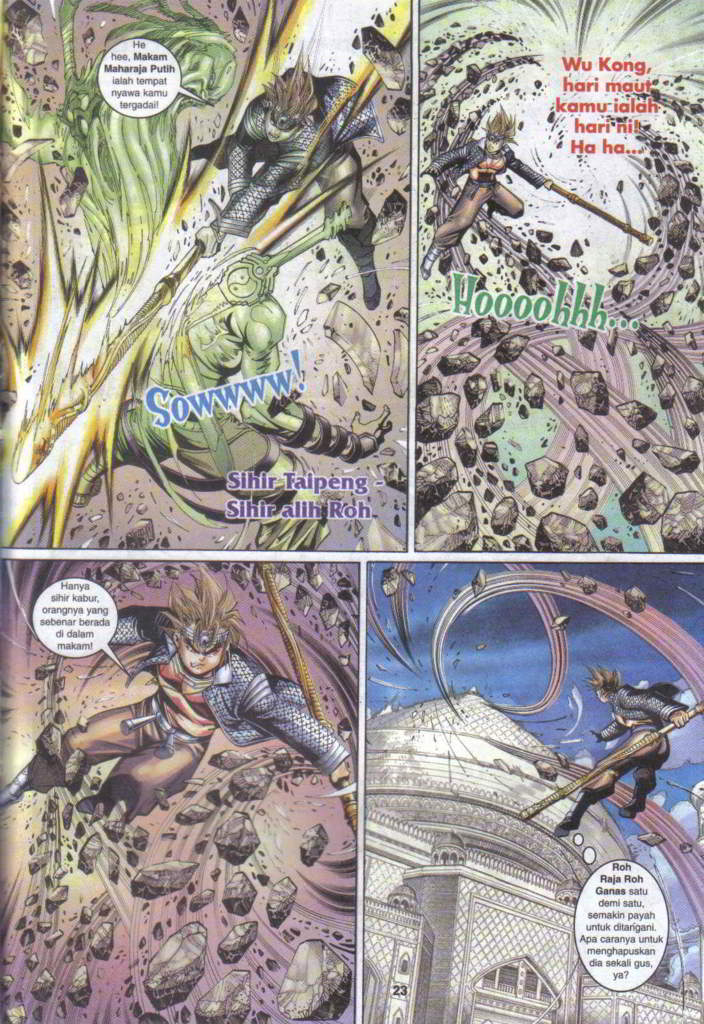 He
hee, Makam
Maharaja Putih
ialah tempat
nyawa kamu
tergadai!
Sowwww!
Sihir Taipeng -
Sihir alih Roh.
Wu Kong,
hari maut
kamu ialah
hari ni!
Ha ha...
Hooooohhh...
Hanya
sihir kabur,
orangnya yang
sebenar berada
di dalam
makam!
Roh
Raja Roh
Ganas satu
demi satu,
semakin payah
untuk ditarigani.
Apa caranya untuk
menghapuskan
dia sekali gus,
ya?
23